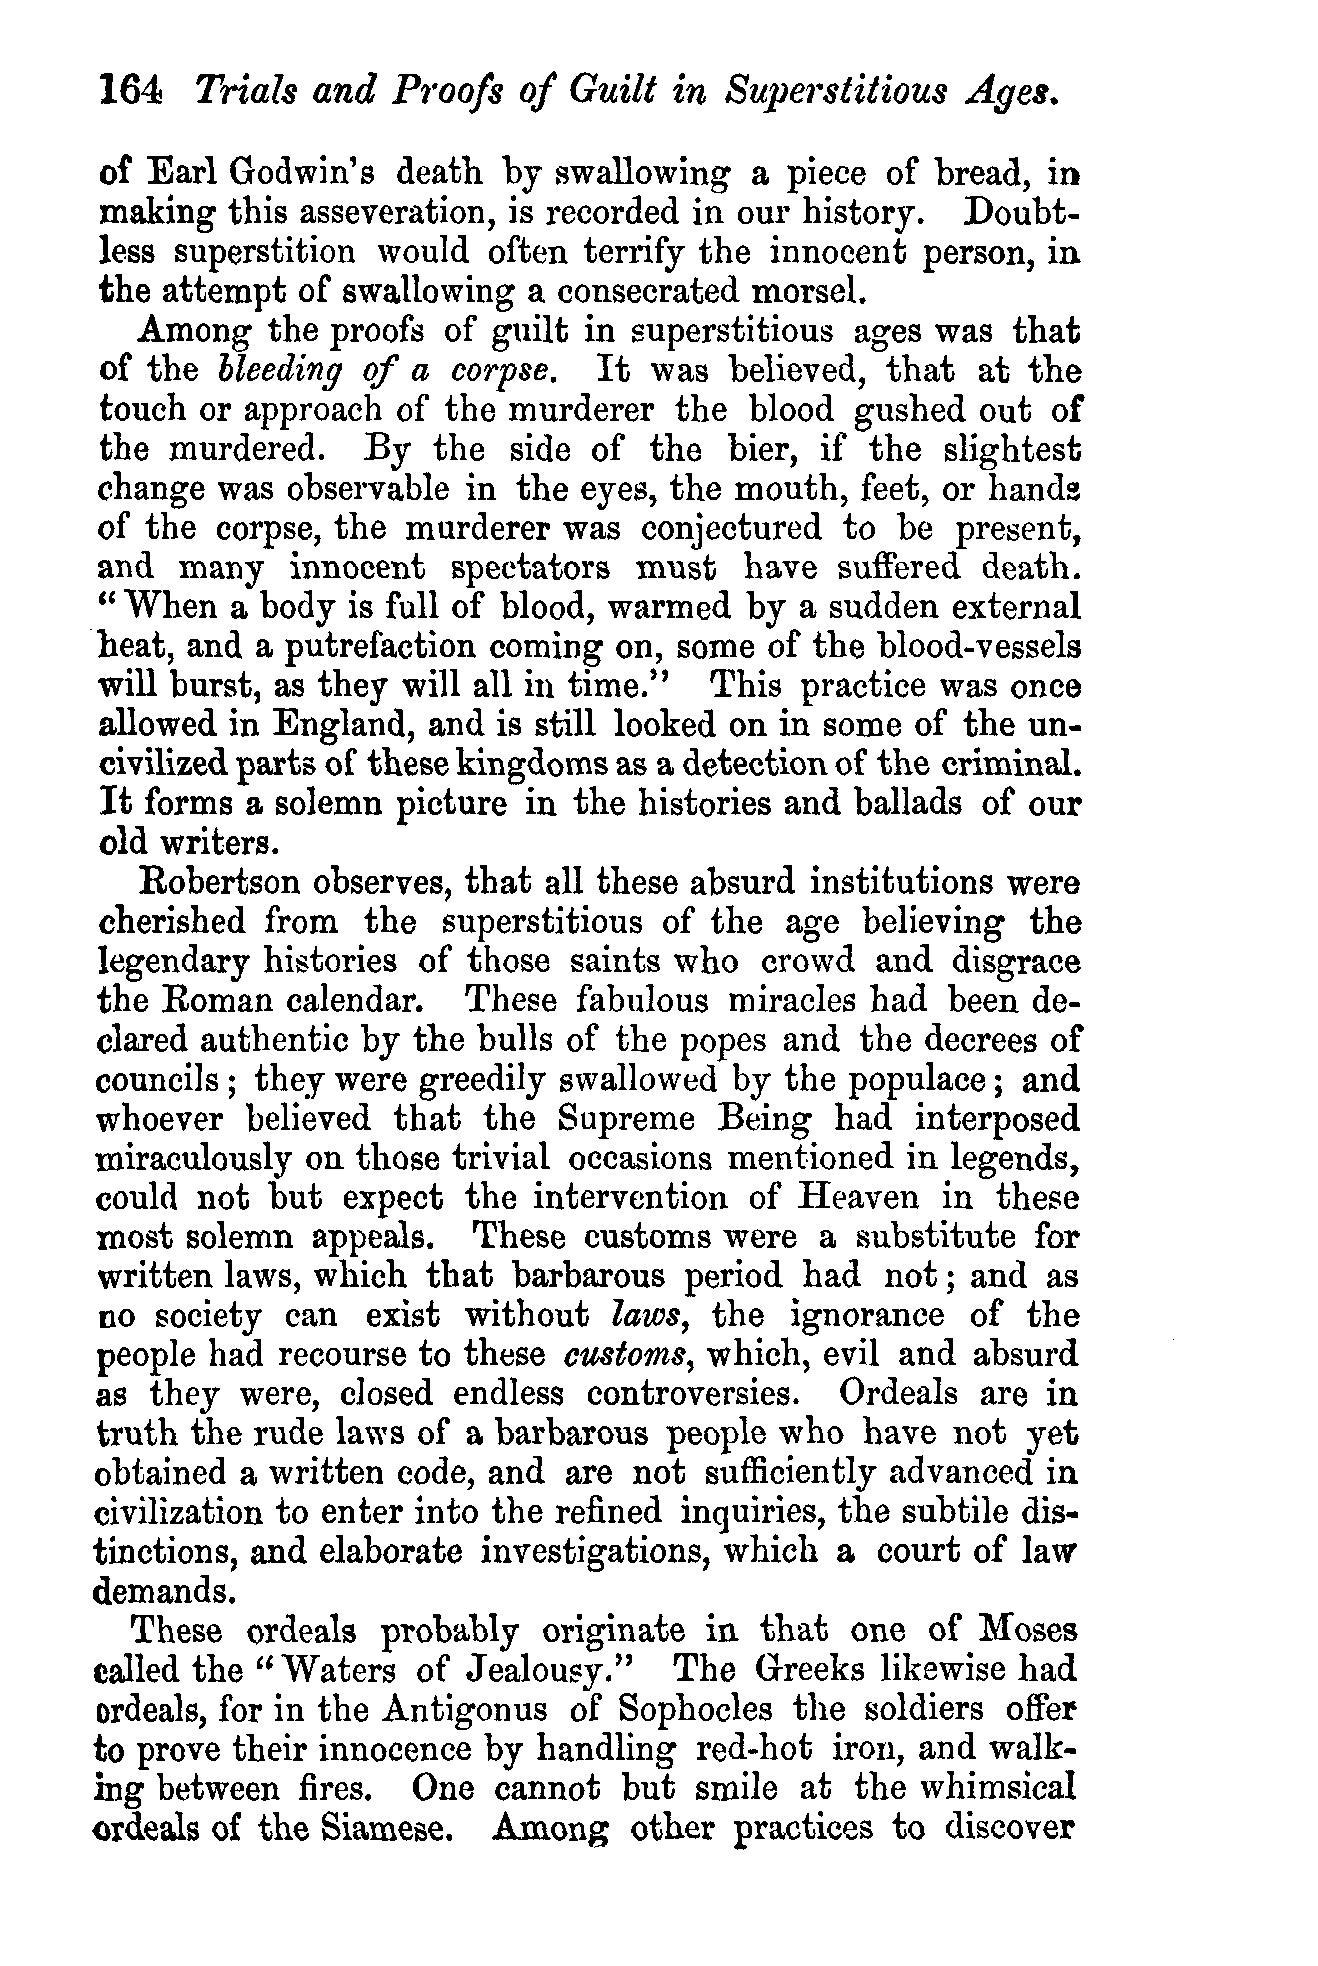 164 Trials and Proofs of Guilt in Superstitious Ages.
of Earl Godwin's death by swallowing a piece of bread, in
making this asseveration, is recorded in our history. Doubt-
less superstition would often terrify the innocent person, in
the attempt of swallowing a consecrated morsel.
Among the proofs of guilt in superstitious ages was that
of the bleeding of a corpse. It was believed, that at the
touch or approach of the murderer the blood gushed out of
the murdered. By the side of the bier, if the slightest
change was observable in the eyes, the mouth, feet, or hands
of the corpse, the murderer was conjectured to be present,
and many innocent spectators must have suffered death.
"When a body is full of blood, warmed by a sudden external
heat, and a putrefaction coming on, some of the blood-vessels
will burst, as they will all in time." This practice was once
allowed in England, and is still looked on in some of the un-
civilized parts of these kingdoms as a detection of the criminal.
It forms a solemn picture in the histories and ballads of our
old writers.
Robertson observes, that all these absurd institutions were
cherished from the superstitious of the age believing the
legendary histories of those saints who crowd and disgrace
the Roman calendar. These fabulous miracles had been de-
clared authentic by the bulls of the popes and the decrees of
councils; they were greedily swallowed by the populace; and
whoever believed that the Supreme Being had interposed
miraculously on those trivial occasions mentioned in legends,
could not but expect the intervention of Heaven in these
most solemn appeals. These customs were a substitute for
written laws, which that barbarous period had not; and as
no society can exist without laws, the ignorance of the
people had recourse to these customs, which, evil and absurd
as they were, closed endless controversies. Ordeals are in
truth the rude laws of a barbarous people who have not yet
obtained a written code, and are not sufficiently advanced in
civilization to enter into the refined inquiries, the subtile dis-
tinctions, and elaborate investigations, which a court of law
demands.
These ordeals probably originate in that one of Moses
called the "Waters of Jealousy." The Greeks likewise had
ordeals, for in the Antigonus of Sophocles the soldiers offer
to prove their innocence by handling red-hot iron, and walk-
ing between fires. One cannot but smile at the whimsical
ordeals of the Siamese. Among other practices to discover